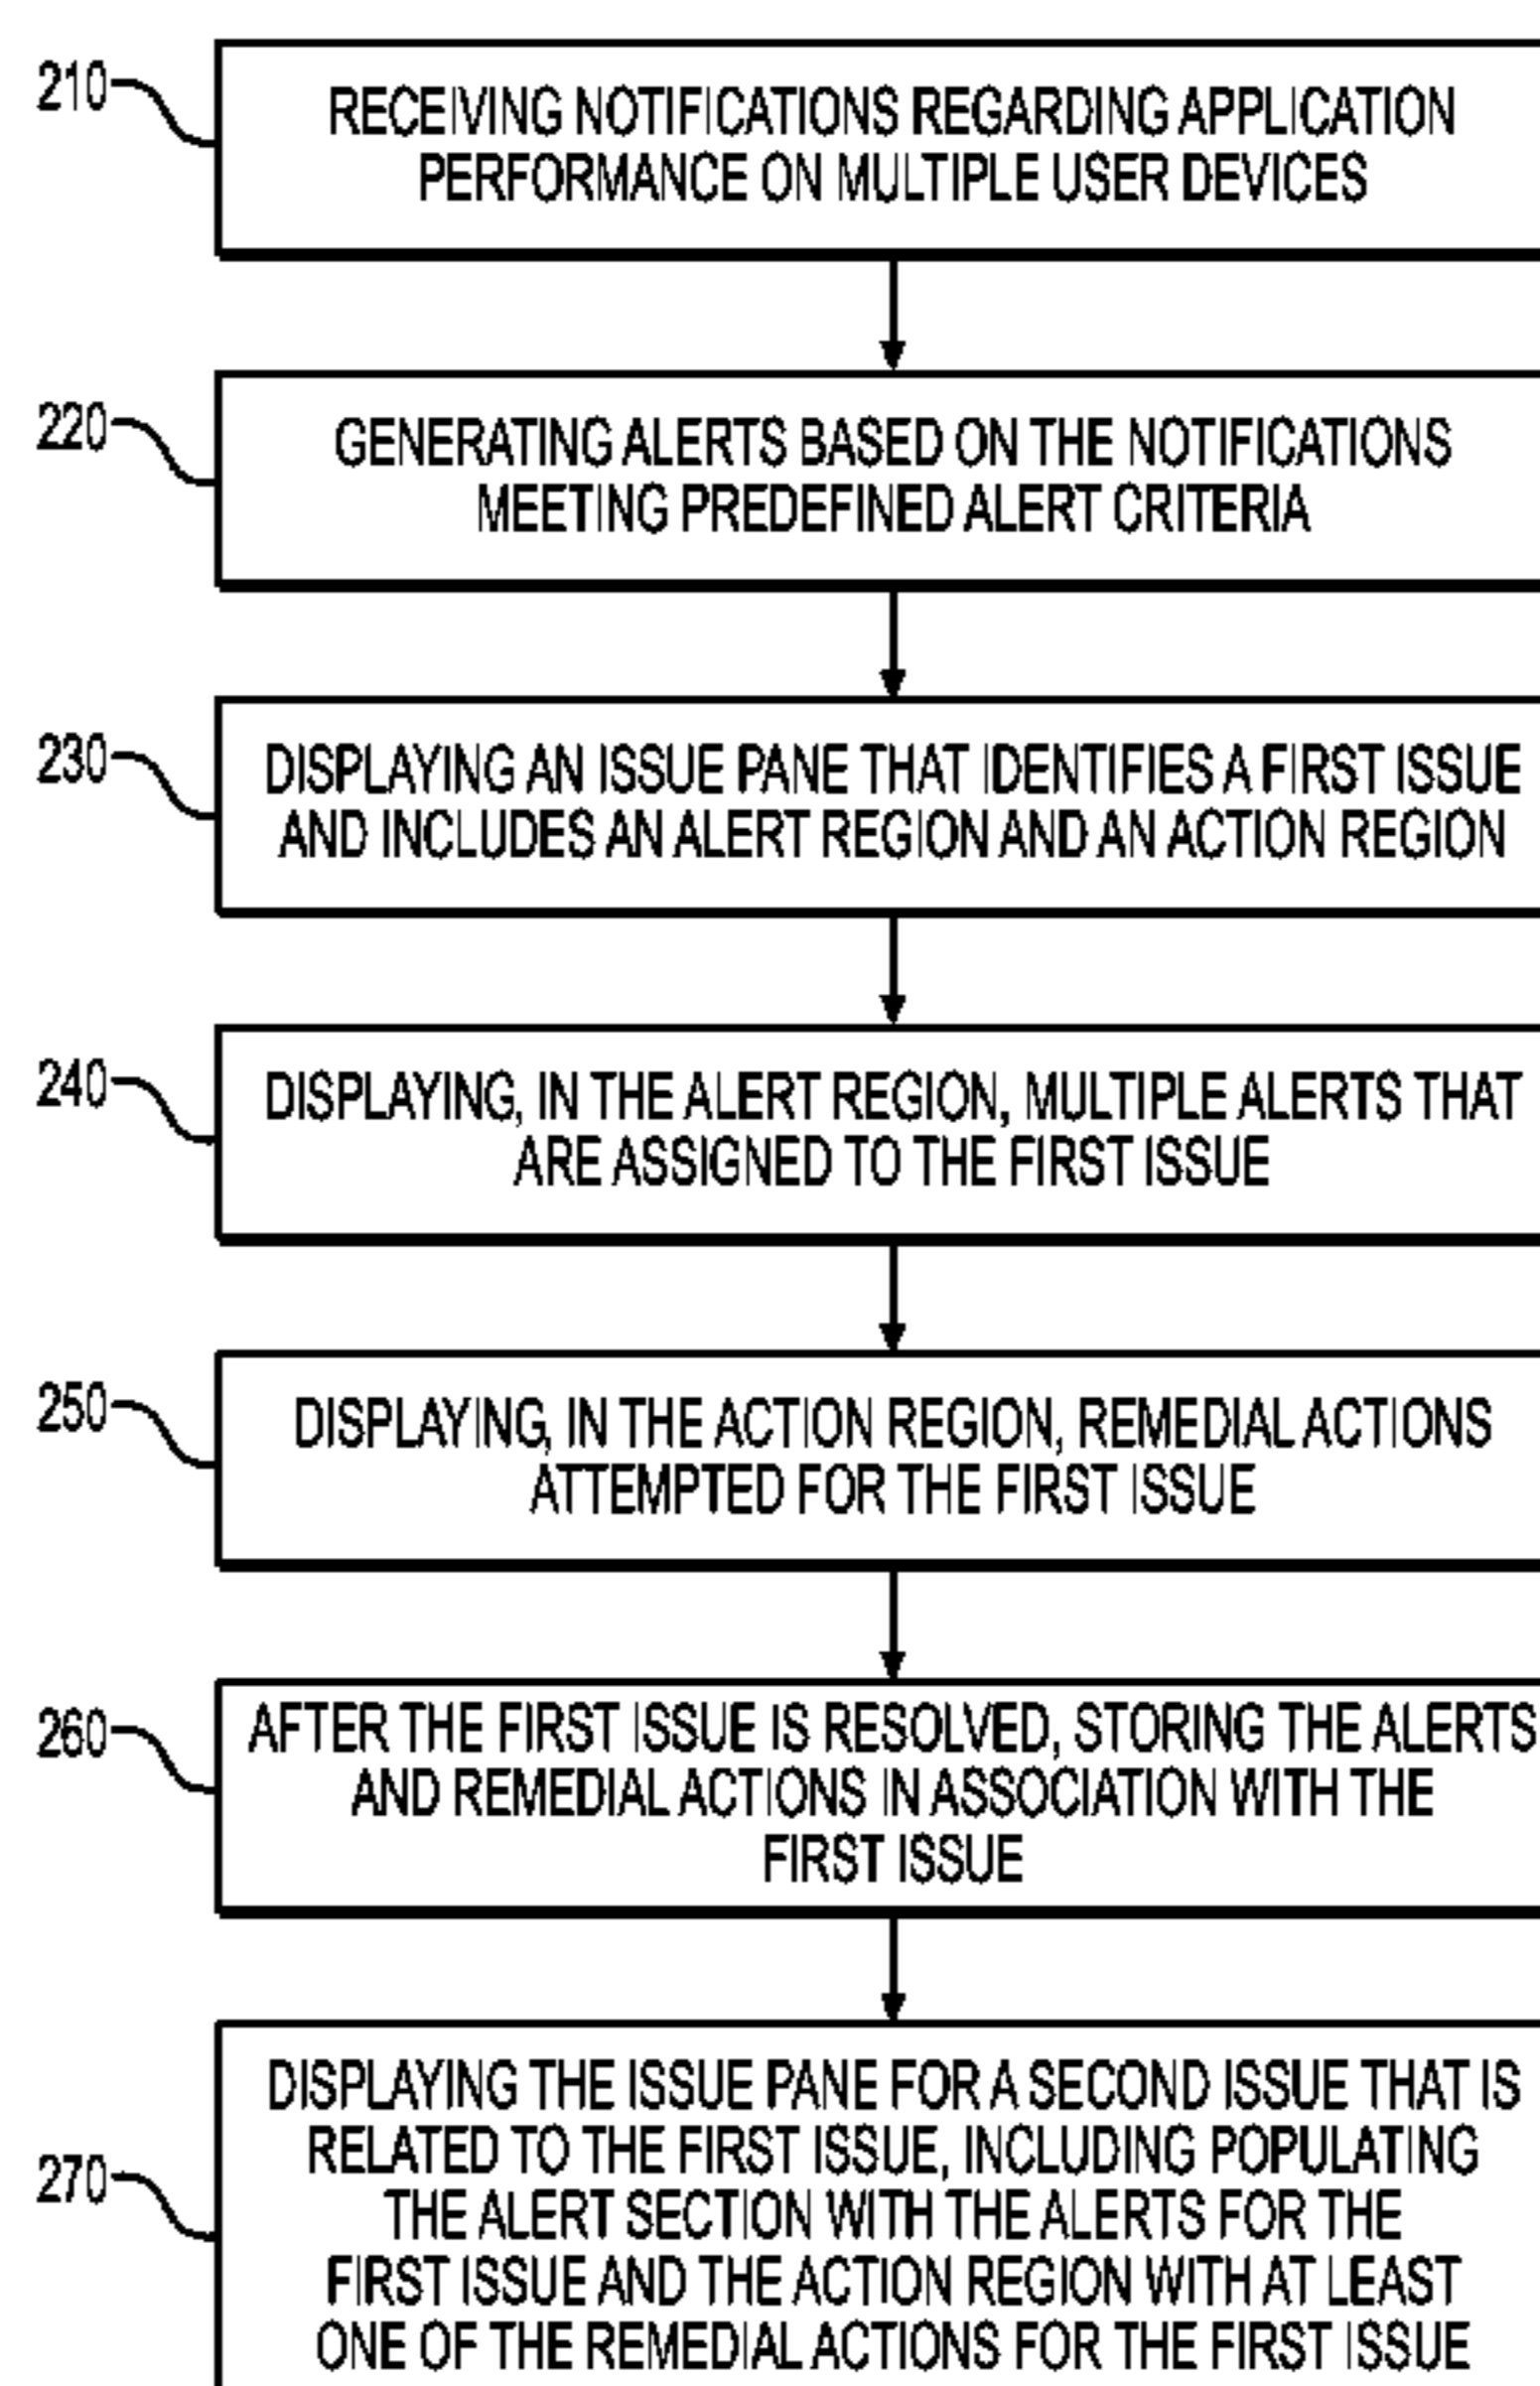 210
RECEIVING NOTIFICATIONS REGARDING APPLICATION
PERFORMANCE ON MULTIPLE USER DEVICES
220
GENERATING ALERTS BASED ON THE NOTIFICATIONS
MEETING PREDEFINED ALERT CRITERIA
230
DISPLAYING AN ISSUE PANE THAT IDENTIFIES A FIRST ISSUE
AND INCLUDES AN ALERT REGION AND AN ACTION REGION
240
DISPLAYING, IN THE ALERT REGION, MULTIPLE ALERTS THAT
ARE ASSIGNED TO THE FIRST ISSUE
250
DISPLAYING, IN THE ACTION REGION, REMEDIAL ACTIONS
ATTEMPTED FOR THE FIRST ISSUE
260
AFTER THE FIRST ISSUE IS RESOLVED, STORING THE ALERTS
AND REMEDIAL ACTIONS IN ASSOCIATION WITH THE
FIRST ISSUE
270
DISPLAYING THE ISSUE PANE FOR A SECOND ISSUE THAT IS
RELATED TO THE FIRST ISSUE, INCLUDING POPULATING
THE ALERT SECTION WITH THE ALERTS FOR THE
FIRST ISSUE AND THE ACTION REGION WITH AT LEAST
ONE OF THE REMEDIAL ACTIONS FOR THE FIRST ISSUE